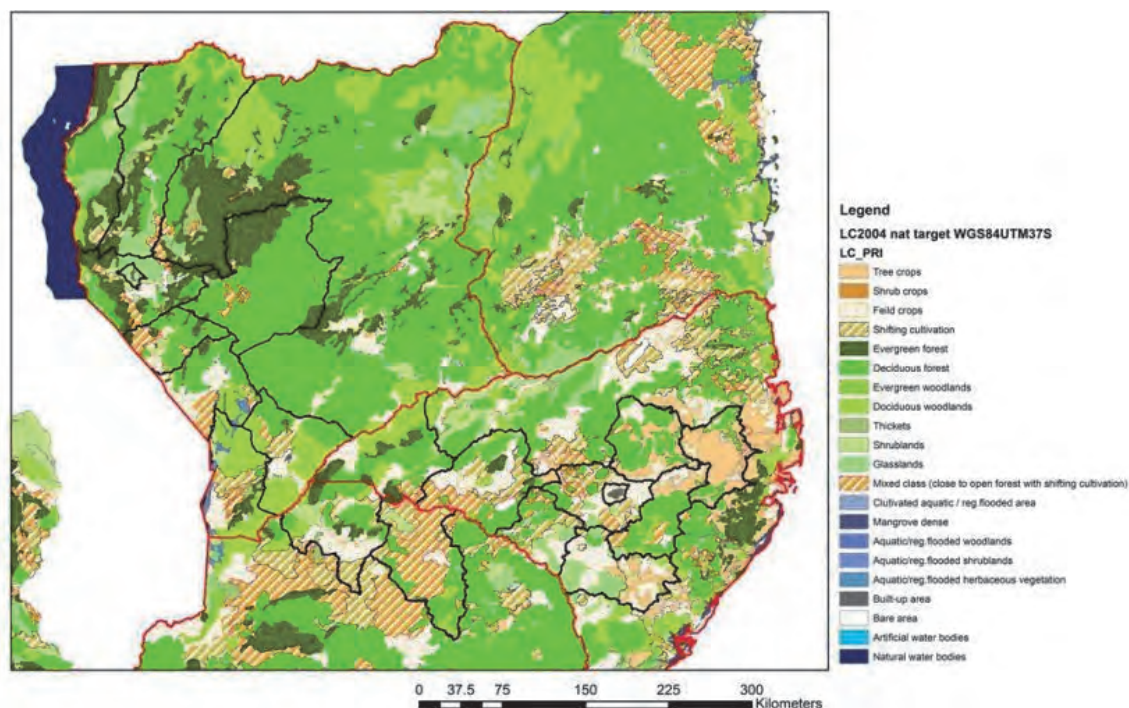 Legend
LC2004 nat target WGS84UTM37S
LC_PRI
Tree crops
Shrub crops
Feild crops
Shifting cultivation
Evergreen forest
Deciduous forest
Evergreen woodlands
Dociduous woodlands
Thickets
Shrublands
Glasslands
Mixed class (close to open forest with shifting cultivation)
Clutivated aquatic / reg.flooded area
Mangrove dense
Aquatic/reg.flooded woodlands
Aquatic/reg.flooded shrublands
Aquatic/reg.flooded herbaceous vegetation
Built-up area
Bare area
Artificial water bodies
Natural water bodies
0 37.5 75 150 225 300
Kilometers